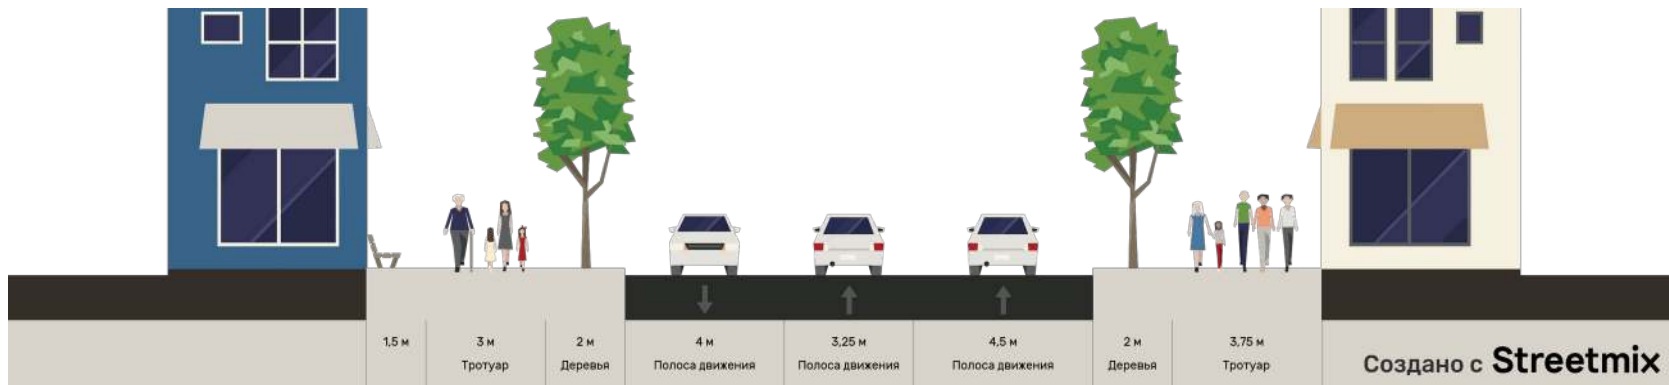 1,5 м
3 м
Тротуар
2 м
Деревья
4 м
Полоса движения
3,25 м
Полоса движения
4,5 м
Полоса движения
2 м
Деревья
3,75 м
Тротуар
Создано с Streetmix